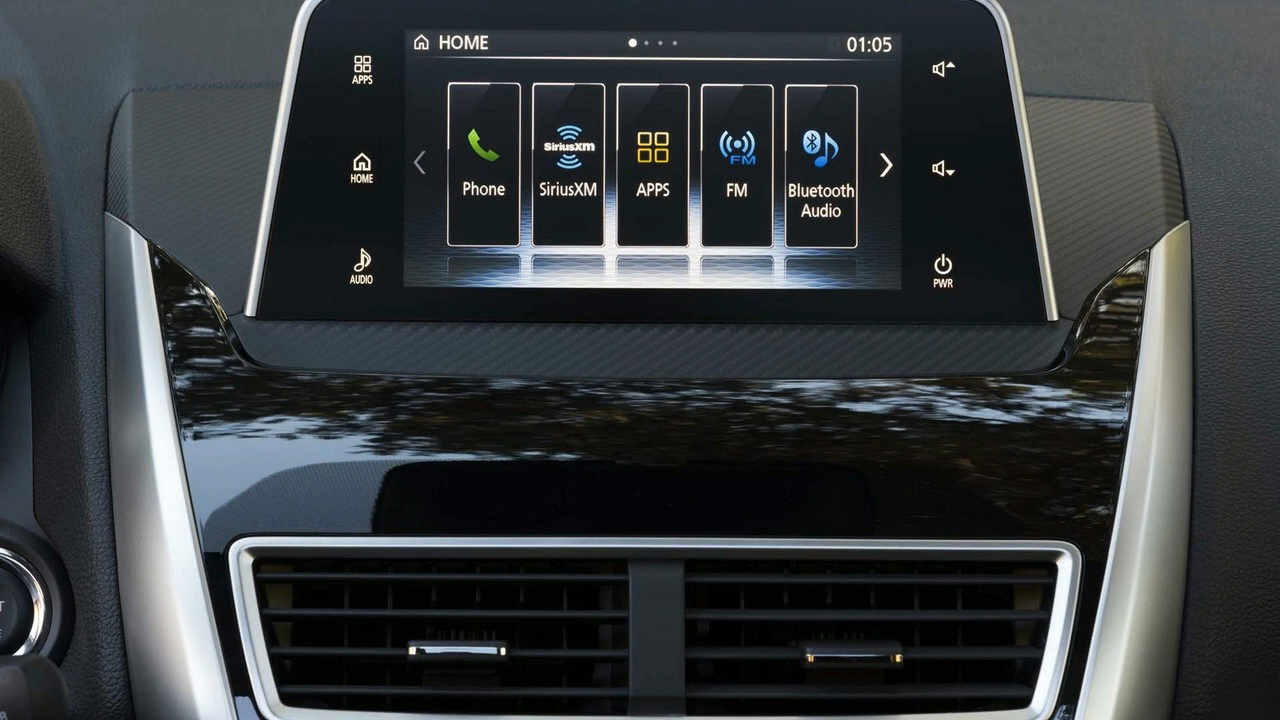 HOME
01:05
APPS
HOME
AUDIO
SiriusXM
Phone
SiriusXM
APPS
FM
FM
Bluetooth
Audio
PWR